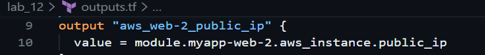 lab_12 > outputs.tf > ...
9 output "aws_web-2_public_ip" {
10 value = module.myapp-web-2.aws_instance.public_ip